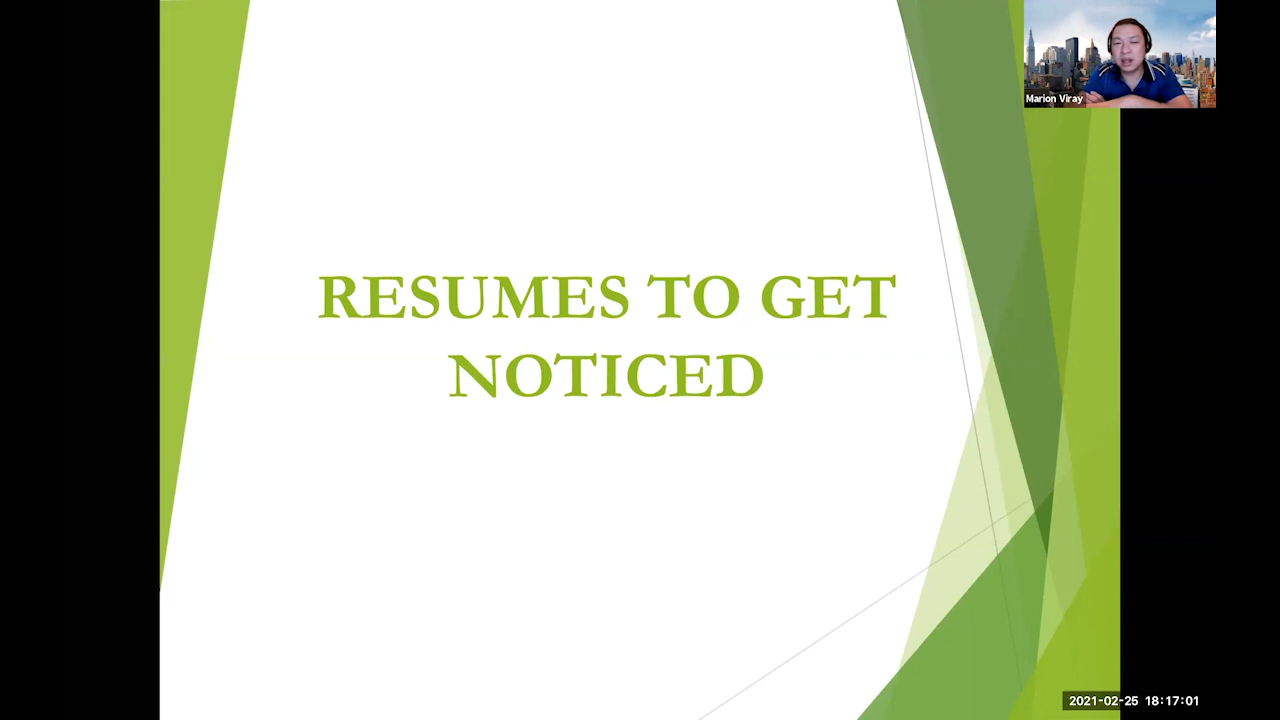 Marion Viray
RESUMES TO GET
NOTICED
2021-02-25 18:17:01